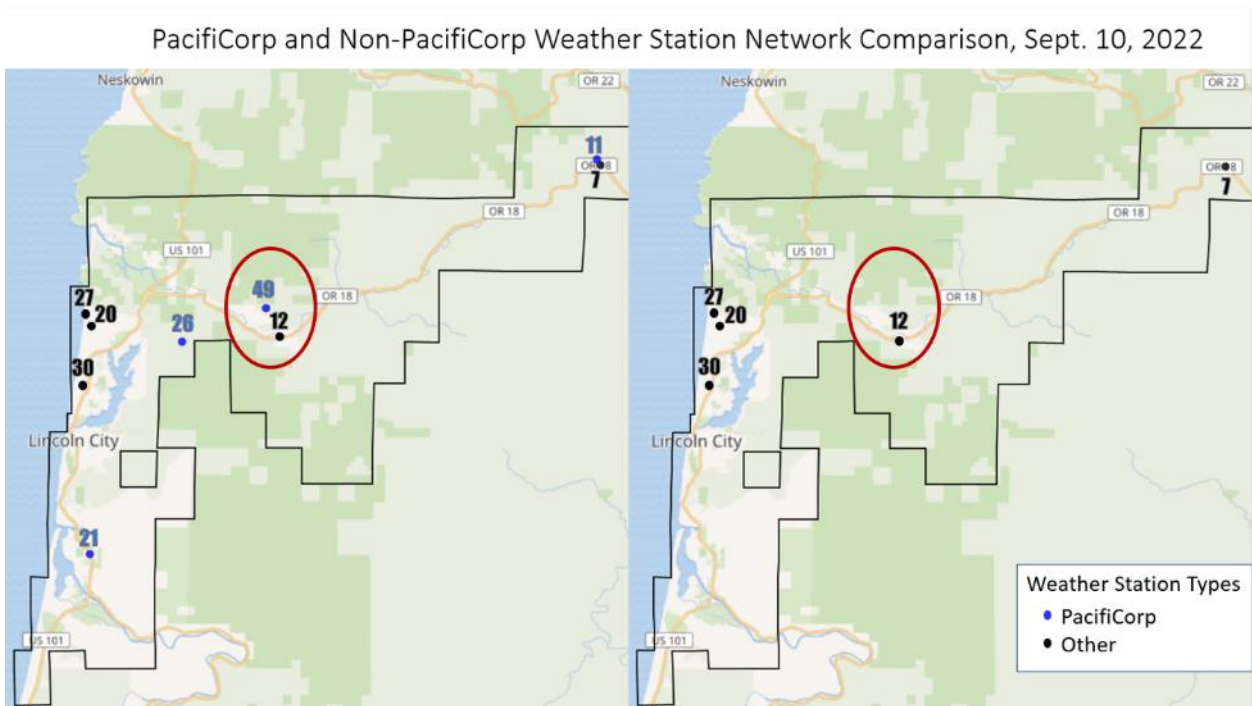 PacifiCorp and Non-PacifiCorp Weather Station Network Comparison, Sept. 10, 2022
Neskowin
OR 22
11
7
OR 18
US 101
49
OR 18
27
20
26
12
30
Lincoln City
21
US 101
Neskowin
OR 22
OR 18
7
OR 18
US 101
OR 18
27
20
12
30
Lincoln City
US 101
Weather Station Types
PacifiCorp
Other